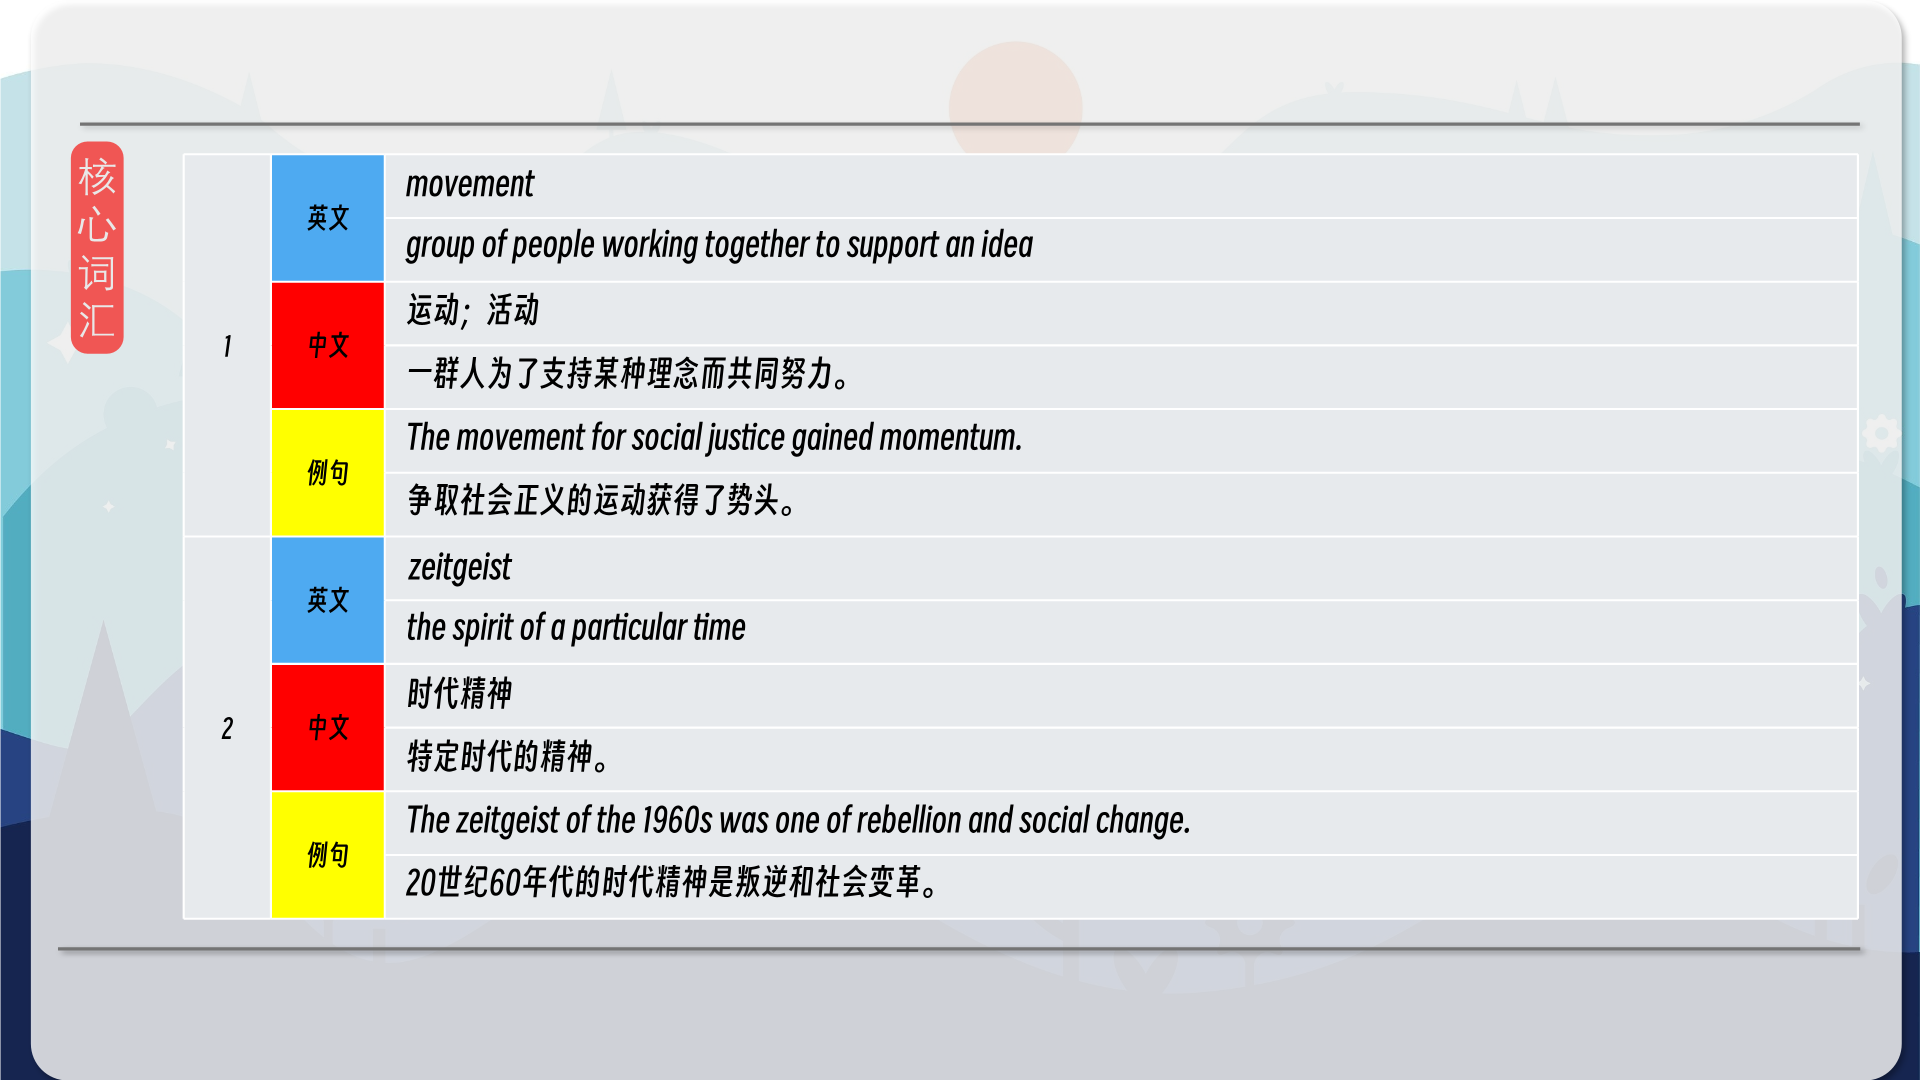 核心词汇
1
英文
movement
group of people working together to support an idea
中文
运动；活动
一群人为了支持某种理念而共同努力。
例句
The movement for social justice gained momentum.
争取社会正义的运动获得了势头。
2
英文
zeitgeist
the spirit of a particular time
中文
时代精神
特定时代的精神。
例句
The zeitgeist of the 1960s was one of rebellion and social change.
20世纪60年代的时代精神是叛逆和社会变革。